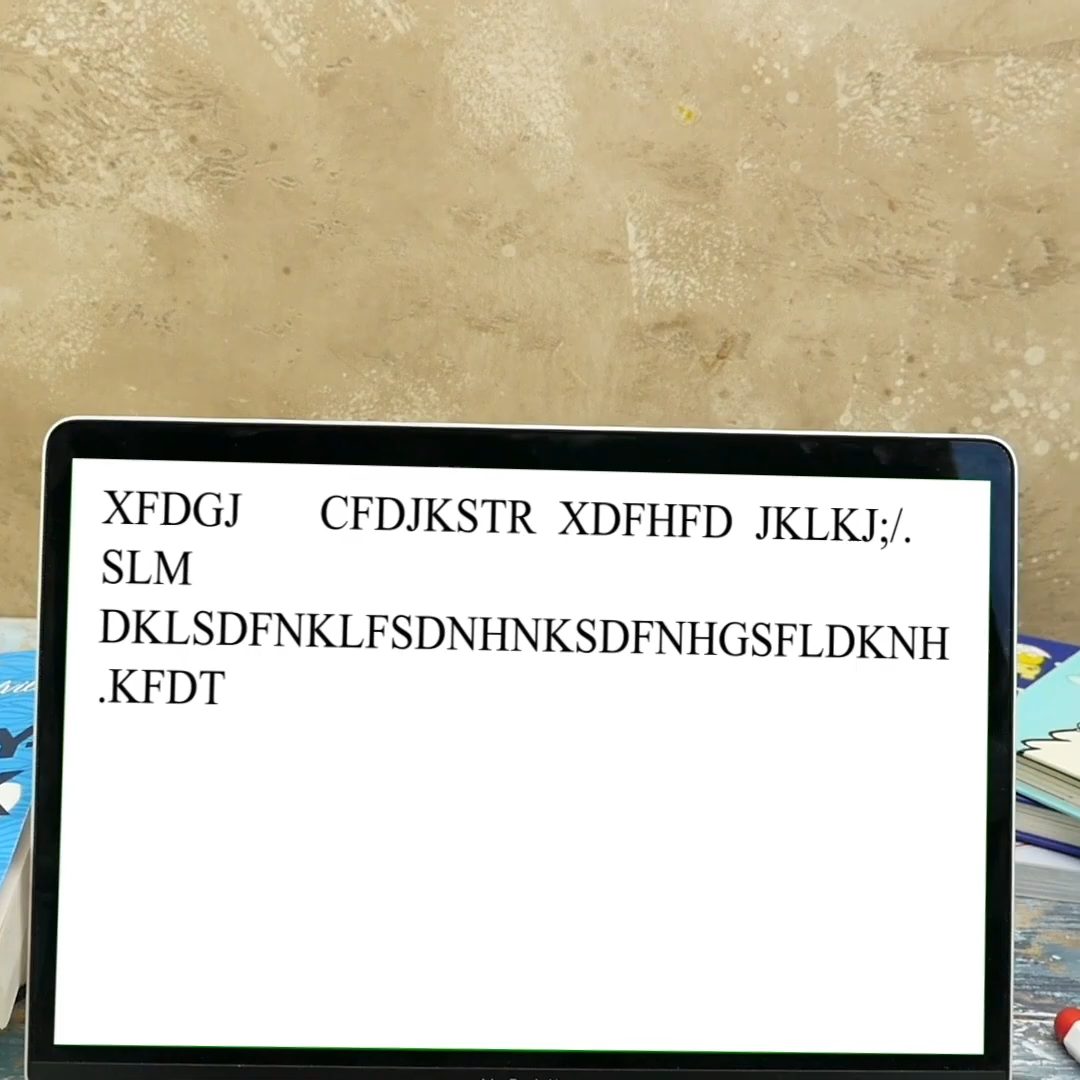 XFDGJ CFDJKSTR XDFHFD JKLKJ;/.
SLM
DKLSDFNKLFSDNHNKSDFNHGSFLDKNH
.KFDT